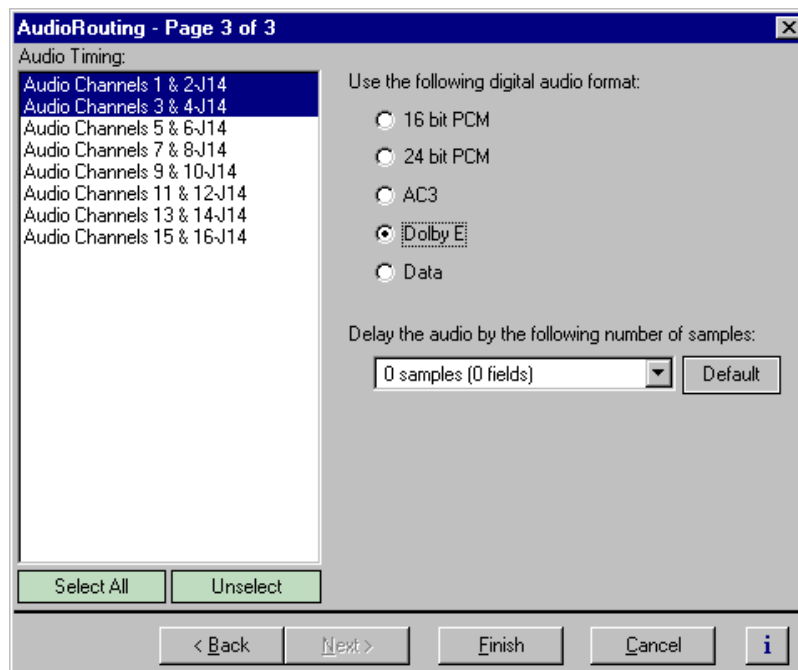 AudioRouting - Page 3 of 3
Audio Timing:
Audio Channels 1 & 2-J14
Audio Channels 3 & 4-J14
Audio Channels 5 & 6-J14
Audio Channels 7 & 8-J14
Audio Channels 9 & 10-J14
Audio Channels 11 & 12-J14
Audio Channels 13 & 14-J14
Audio Channels 15 & 16-J14
Select All
Unselect
Use the following digital audio format:
16 bit PCM
24 bit PCM
AC3
Dolby E
Data
Delay the audio by the following number of samples:
0 samples (0 fields)
Default
< Back
Next >
Finish
Cancel
i